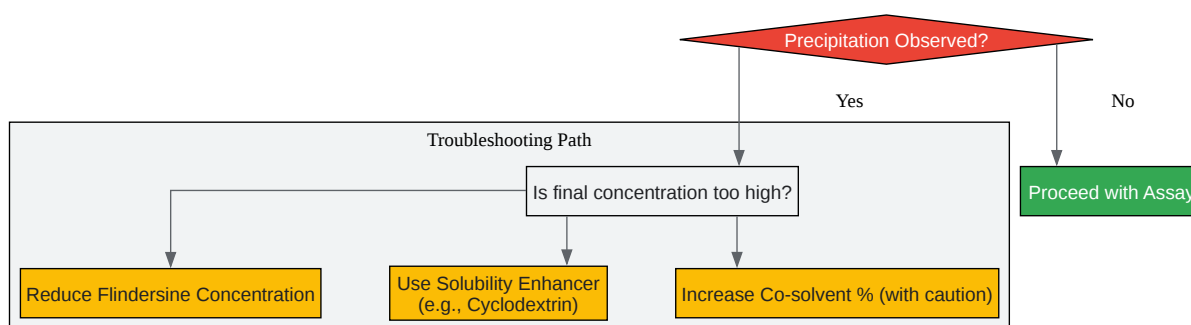 Precipitation Observed?
Yes
No
Troubleshooting Path
Is final concentration too high?
Proceed with Assay
Reduce Flindersine Concentration
Use Solubility Enhancer
(e.g., Cyclodextrin)
Increase Co-solvent % (with caution)